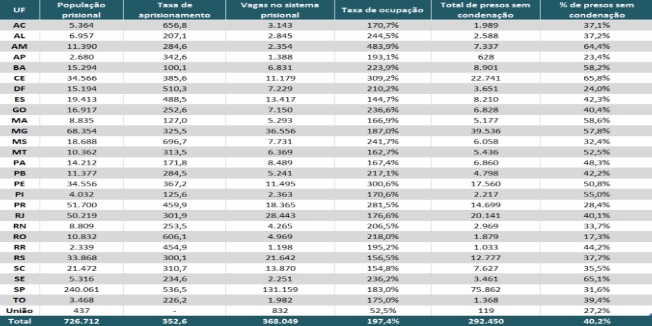 UF População prisional Taxa de aprisionamento Vagas no sistema prisional Taxa de ocupação Total de presos sem condenação % de presos sem condenação
AC 5.364 656,8 3.143 170,7% 1.989 37,1%
AL 6.957 207,1 2.845 244,5% 2.588 37,2%
AM 11.390 284,6 2.354 483,9% 7.337 64,4%
AP 2.680 342,6 1.388 193,1% 628 23,4%
BA 15.294 100,1 6.831 223,9% 8.901 58,2%
CE 34.566 385,6 11.179 309,2% 22.741 65,8%
DF 15.194 510,3 7.229 210,2% 3.651 24,0%
ES 19.413 488,5 13.417 144,7% 8.210 42,3%
GO 16.917 252,6 7.150 236,6% 6.828 40,4%
MA 8.835 127,0 5.293 166,9% 5.177 58,6%
MG 68.354 325,5 36.556 187,0% 39.536 57,8%
MS 18.688 696,7 7.731 241,7% 6.058 32,4%
MT 10.362 313,5 6.369 162,7% 5.436 52,5%
PA 14.212 171,8 8.489 167,4% 6.860 48,3%
PB 11.377 284,5 5.241 217,1% 4.798 42,2%
PE 34.556 367,2 11.495 300,6% 17.560 50,8%
PI 4.032 125,6 2.363 170,6% 2.217 55,0%
PR 51.700 459,9 18.365 281,5% 14.699 28,4%
RJ 50.219 301,9 28.443 176,6% 20.141 40,1%
RN 8.809 253,5 4.265 206,5% 2.969 33,7%
RO 10.832 606,1 4.969 218,0% 1.879 17,3%
RR 2.339 454,9 1.198 195,2% 1.033 44,2%
RS 33.868 300,1 21.642 156,5% 12.777 37,7%
SC 21.472 310,7 13.870 154,8% 7.627 35,5%
SE 5.316 234,6 2.251 236,2% 3.461 65,1%
SP 240.061 536,5 131.159 183,0% 75.862 31,6%
TO 3.468 226,2 1.982 175,0% 1.368 39,4%
União 437 - 832 52,5% 119 27,2%
Total 726.712 352,6 368.049 197,4% 292.450 40,2%